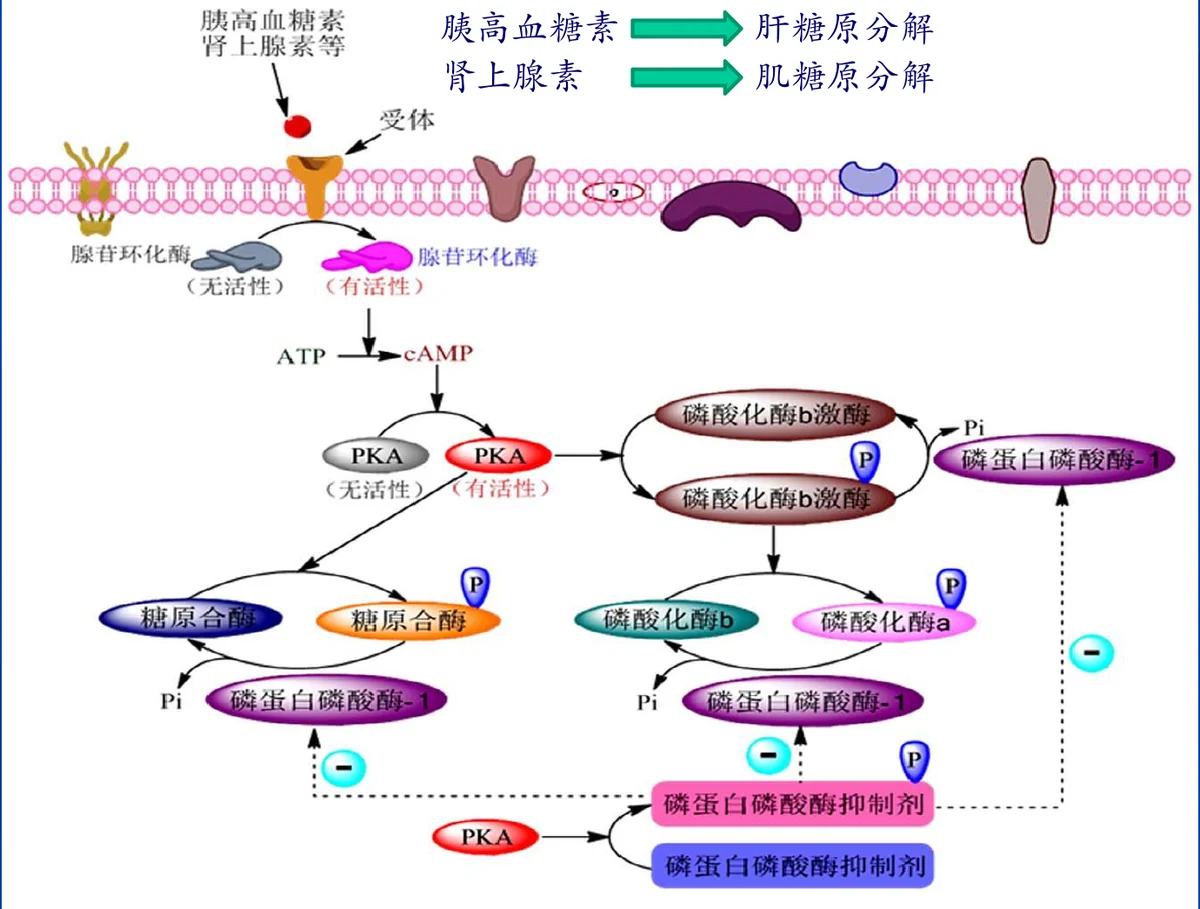 胰高血糖素
肾上腺素等
胰高血糖素 肝糖原分解
肾上腺素 肌糖原分解
受体
腺苷环化酶
(无活性)
腺苷环化酶
(有活性)
ATP
cAMP
PKA
(无活性)
PKA
(有活性)
磷酸化酶b激酶
P
磷酸化酶b激酶
Pi
磷蛋白磷酸酶-1
糖原合酶
P
糖原合酶
Pi
磷蛋白磷酸酶-1
磷酸化酶b
P
磷酸化酶a
Pi
磷蛋白磷酸酶-1
−
−
−
P
磷蛋白磷酸酶抑制剂
PKA
磷蛋白磷酸酶抑制剂